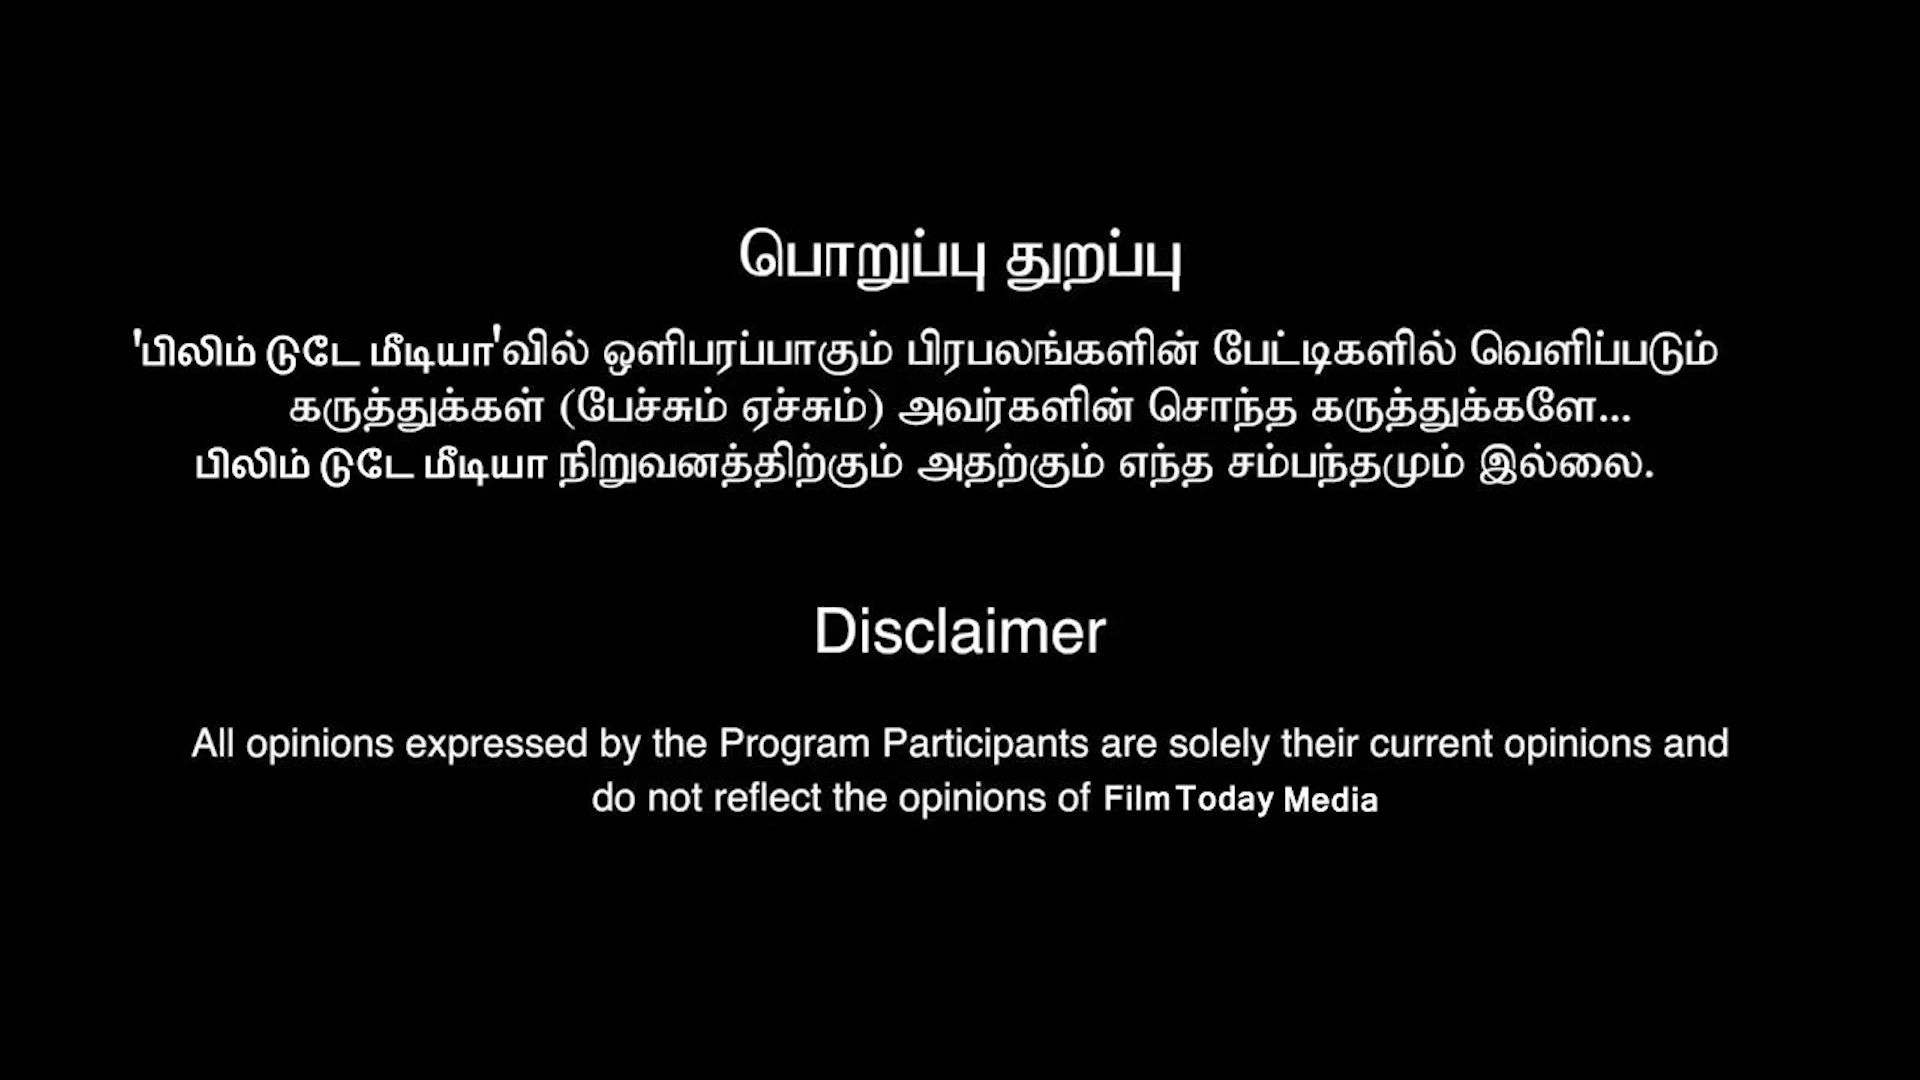 பொறுப்பு துறப்பு
'பிலிம் டுடே மீடியா'வில் ஒளிபரப்பாகும் பிரபலங்களின் பேட்டிகளில் வெளிப்படும்
கருத்துக்கள் (பேச்சும் ஏச்சும்) அவர்களின் சொந்த கருத்துக்களே...
பிலிம் டுடே மீடியா நிறுவனத்திற்கும் அதற்கும் எந்த சம்பந்தமும் இல்லை.
Disclaimer
All opinions expressed by the Program Participants are solely their current opinions and
do not reflect the opinions of Film Today Media